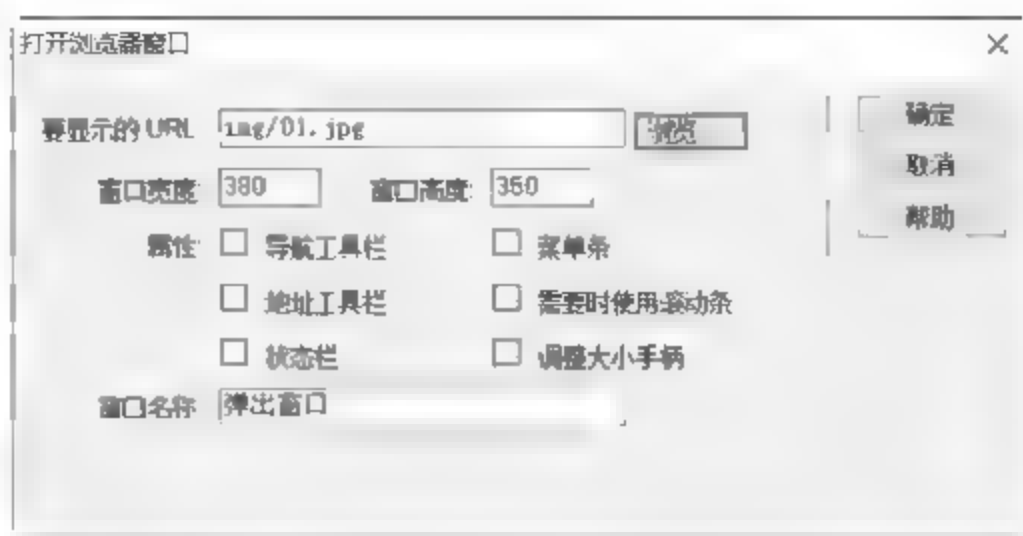 打开浏览器窗口
要显示的 URL: img/01.jpg 浏览 确定
取消
窗口宽度: 380 窗口高度: 360 帮助
属性: 导航工具栏 菜单条
地址工具栏 需要时使用滚动条
状态栏 调整大小手柄
窗口名称: 弹出窗口